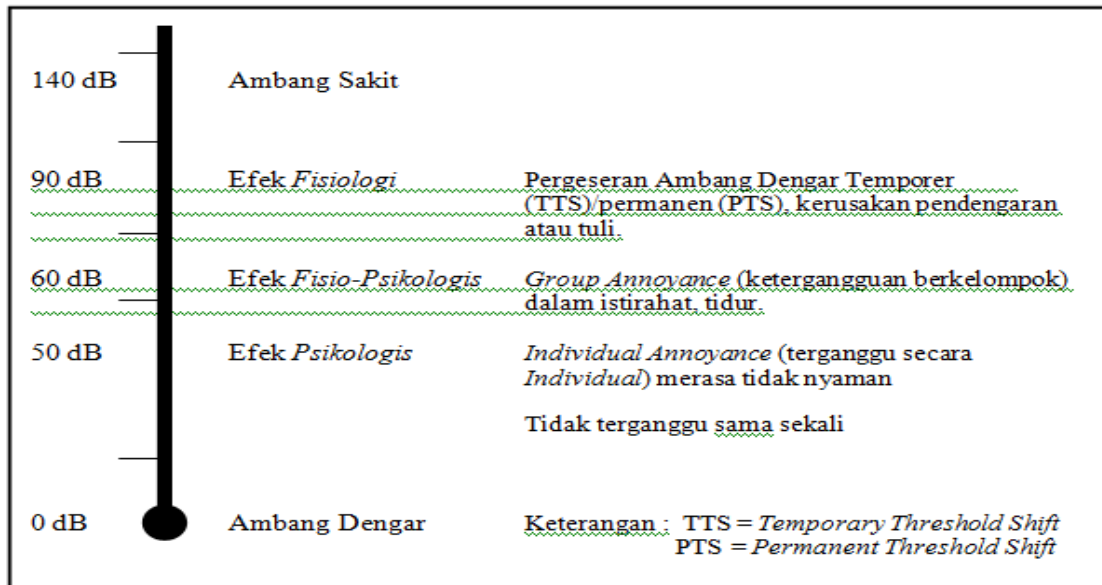 140 dB Ambang Sakit
90 dB Efek Fisiologi Pergeseran Ambang Dengar Temporer
(TTS)/permanen (PTS), kerusakan pendengaran
atau tuli.
60 dB Efek Fisio-Psikologis Group Annoyance (ketergangguan berkelompok)
dalam istirahat, tidur.
50 dB Efek Psikologis Individual Annoyance (terganggu secara
Individual) merasa tidak nyaman
Tidak terganggu sama sekali
0 dB Ambang Dengar Keterangan : TTS = Temporary Threshold Shift
PTS = Permanent Threshold Shift